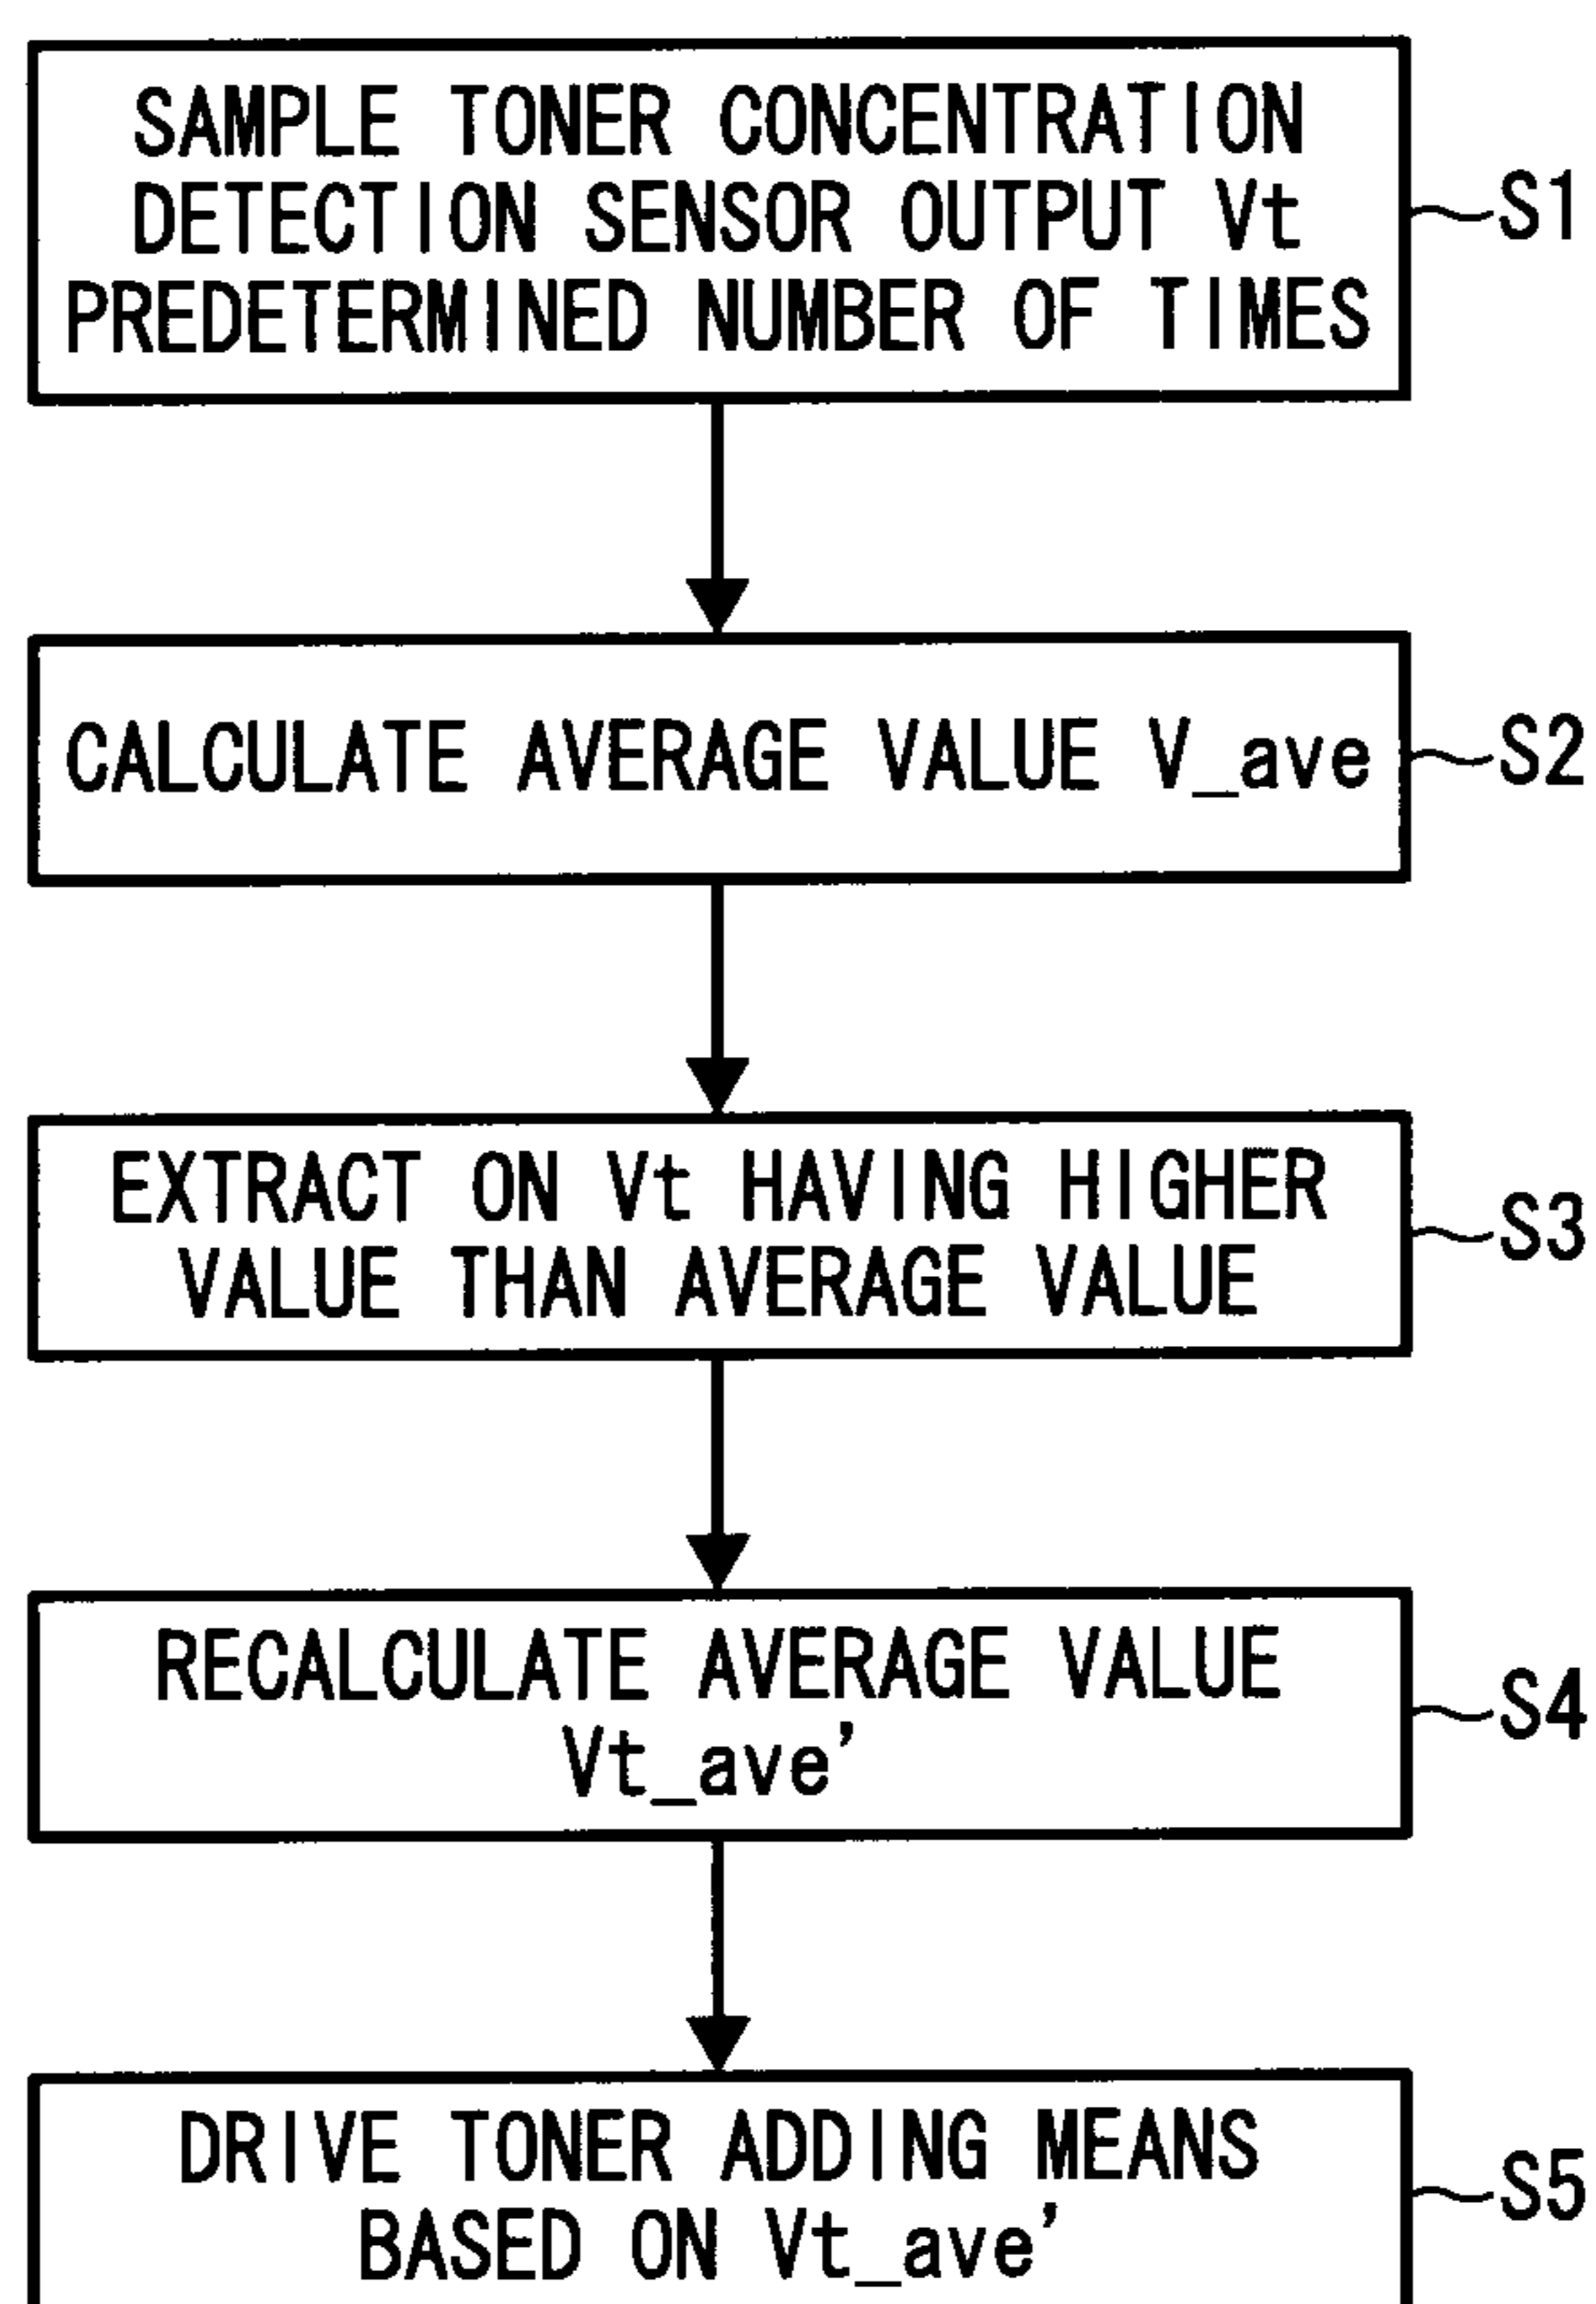 SAMPLE TONER CONCENTRATION
DETECTION SENSOR OUTPUT Vt
PREDETERMINED NUMBER OF TIMES
S1
CALCULATE AVERAGE VALUE V_ave
S2
EXTRACT ON Vt HAVING HIGHER
VALUE THAN AVERAGE VALUE
S3
RECALCULATE AVERAGE VALUE
Vt_ave'
S4
DRIVE TONER ADDING MEANS
BASED ON Vt_ave'
S5